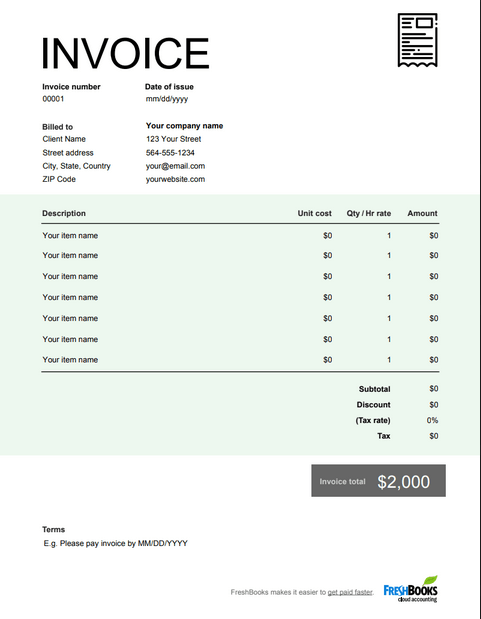 INVOICE
Invoice number Date of issue
00001 mm/dd/yyyy
Billed to Your company name
Client Name 123 Your Street
Street address 564-555-1234
City, State, Country your@email.com
ZIP Code yourwebsite.com
Description Unit cost Qty / Hr rate Amount
Your item name $0 1 $0
Your item name $0 1 $0
Your item name $0 1 $0
Your item name $0 1 $0
Your item name $0 1 $0
Your item name $0 1 $0
Your item name $0 1 $0
Subtotal $0
Discount $0
(Tax rate) 0%
Tax $0
Invoice total $2,000
Terms
E.g. Please pay invoice by MM/DD/YYYY
FreshBooks makes it easier to get paid faster.
FRESHBOOKS
cloud accounting